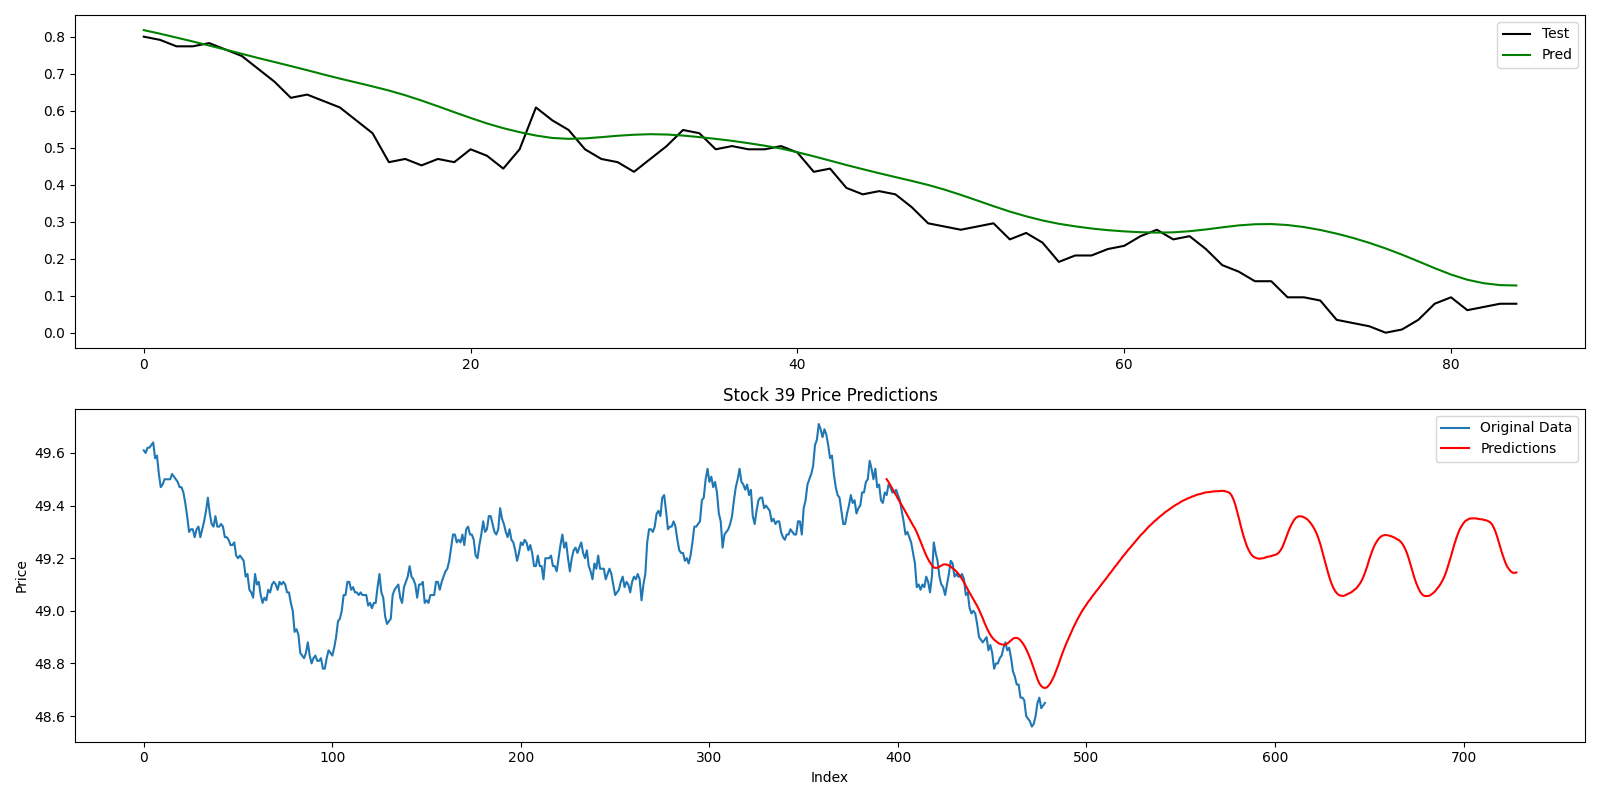 Test
Pred
0.8
0.7
0.6
0.5
0.4
0.3
0.2
0.1
0.0
0 20 40 60 80
Stock 39 Price Predictions
Original Data
Predictions
49.6
49.4
49.2
49.0
48.8
48.6
Price
0 100 200 300 400 500 600 700
Index